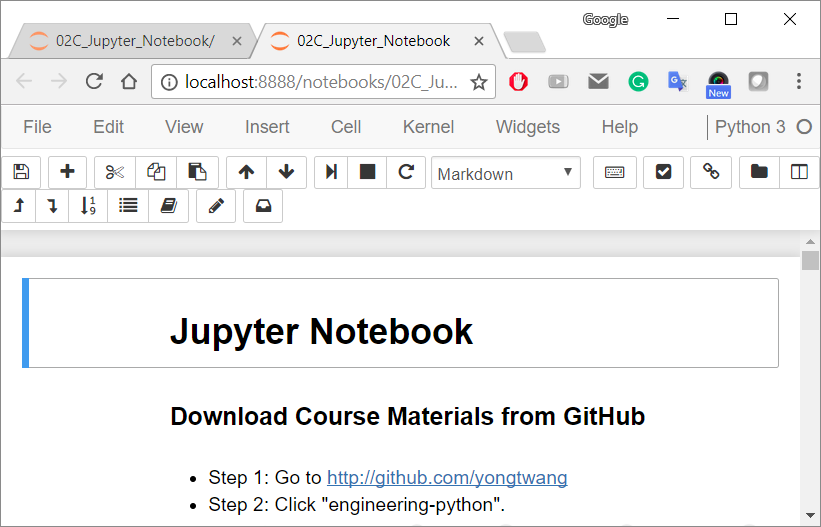 Google
02C_Jupyter_Notebook/ 02C_Jupyter_Notebook
localhost:8888/notebooks/02C_Ju... New
File Edit View Insert Cell Kernel Widgets Help Python 3
Markdown
1
9
Jupyter Notebook
Download Course Materials from GitHub
• Step 1: Go to http://github.com/yongtwang
• Step 2: Click "engineering-python".